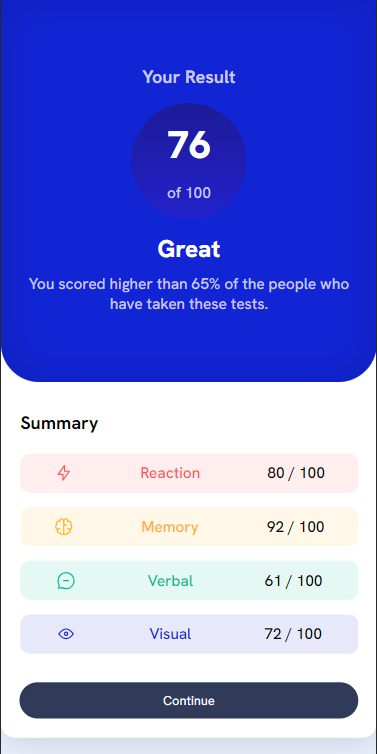 Your Result
76
of 100
Great
You scored higher than 65% of the people who
have taken these tests.
Summary
Reaction 80 / 100
Memory 92 / 100
Verbal 61 / 100
Visual 72 / 100
Continue